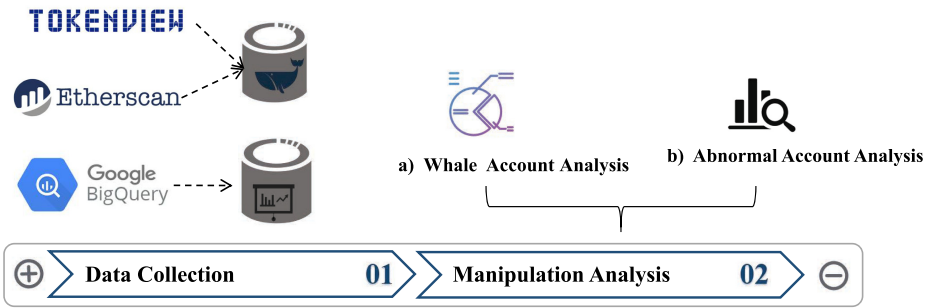 TOKENVIEW
Etherscan
Google
BigQuery
a) Whale Account Analysis
b) Abnormal Account Analysis
Data Collection 01
Manipulation Analysis 02